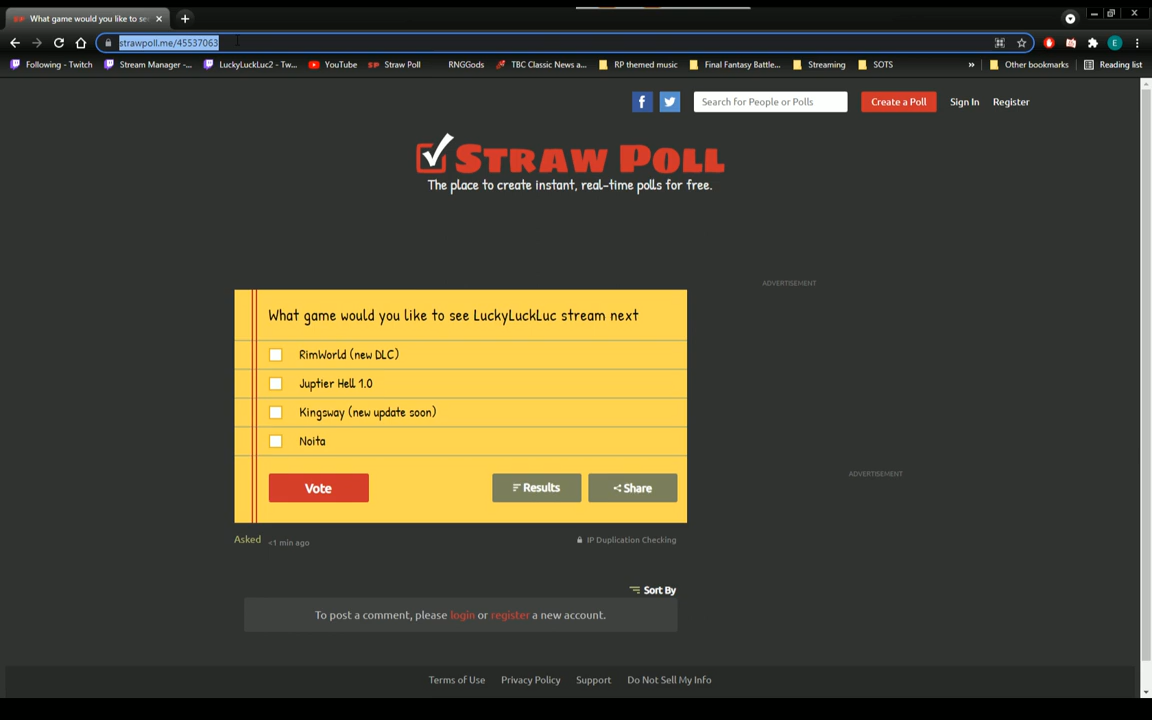 What game would you like to se
strawpoll.me/45537063
E
Following - Twitch
Stream Manager -...
LuckyLuckLuc2 - Tw...
YouTube
SP
Straw Poll
RNGGods
TBC Classic News a...
RP themed music
Final Fantasy Battle...
Streaming
SOTS
»
Other bookmarks
Reading list
f
Search for People or Polls
Create a Poll
Sign In
Register
STRAW POLL
The place to create instant, real-time polls for free.
ADVERTISEMENT
What game would you like to see LuckyLuckLuc stream next
RimWorld (new DLC)
Juptier Hell 1.0
Kingsway (new update soon)
Noita
Vote
Results
Share
ADVERTISEMENT
Asked <1 min ago
IP Duplication Checking
Sort By
To post a comment, please login or register a new account.
Terms of Use
Privacy Policy
Support
Do Not Sell My Info